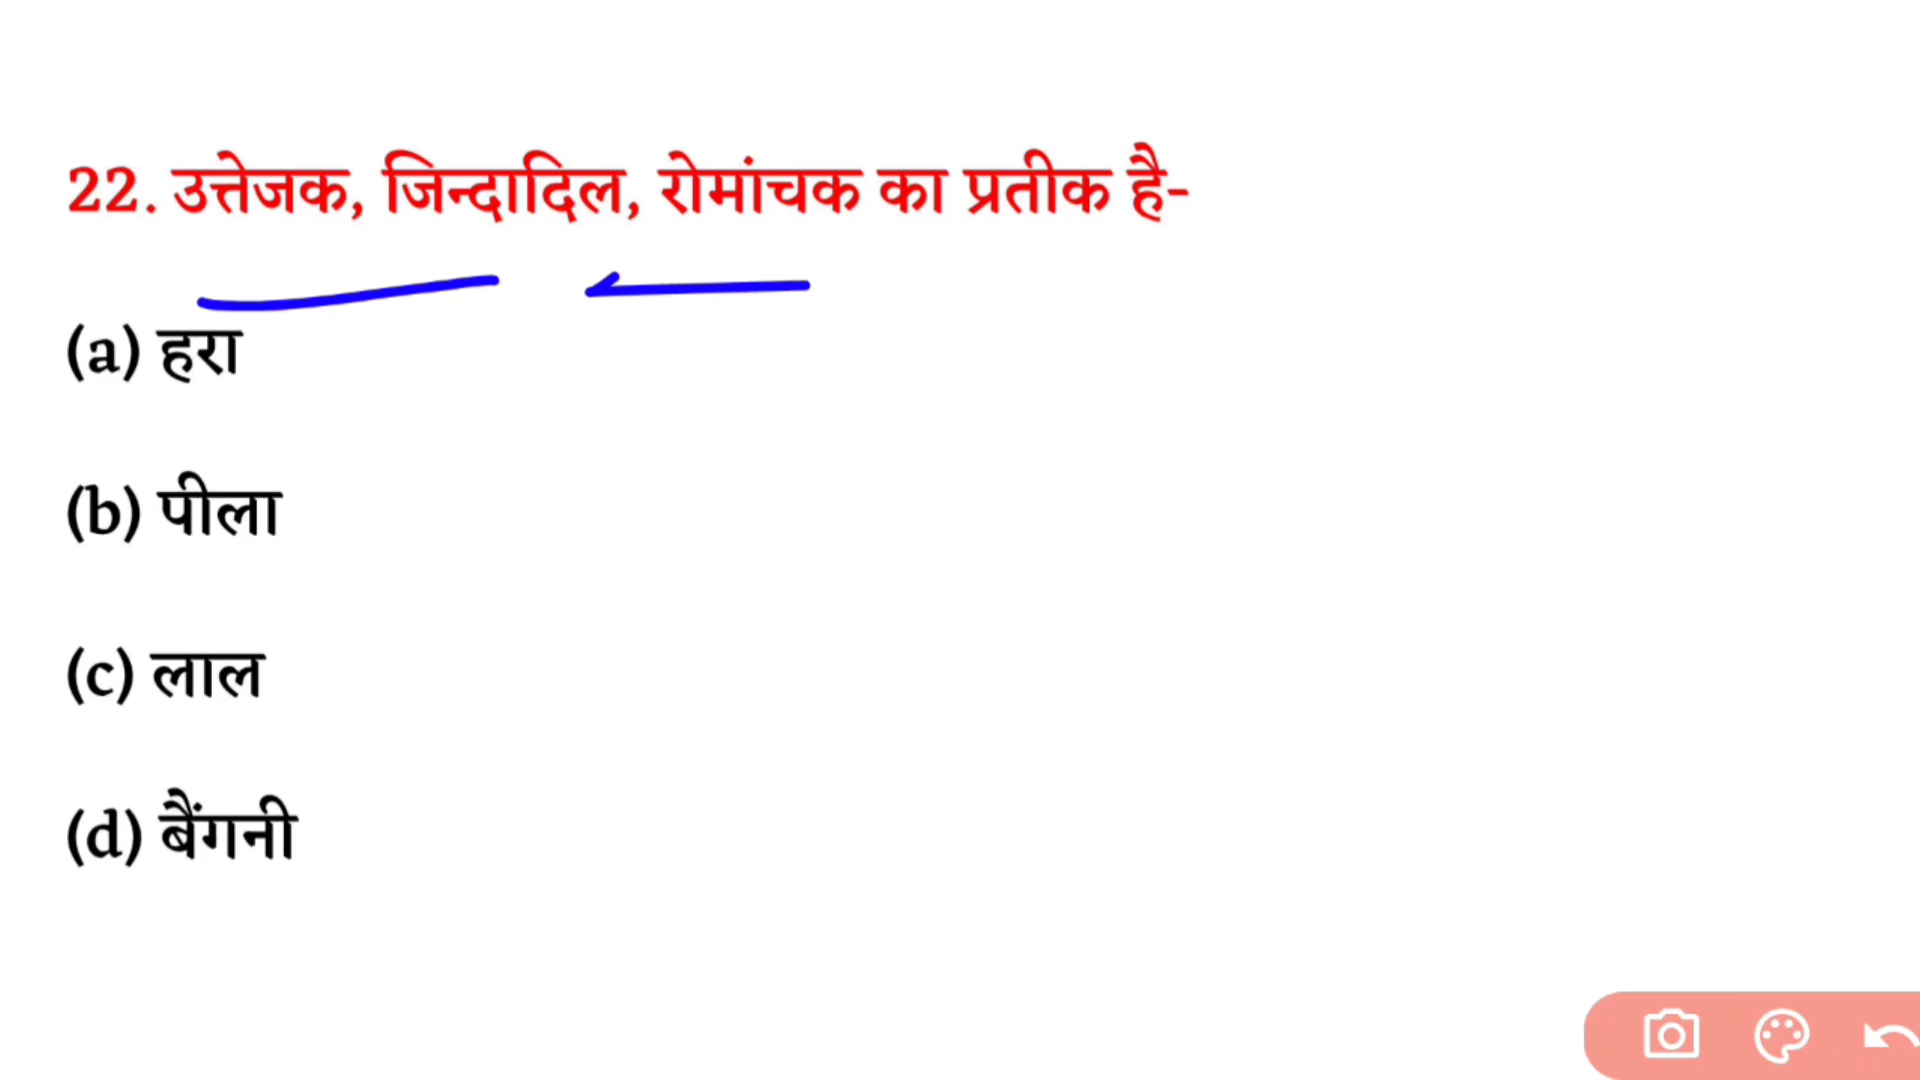 22. उत्तेजक, जिन्दादिल, रोमांचक का प्रतीक है-
(a) हरा
(b) पीला
(c) लाल
(d) बैंगनी